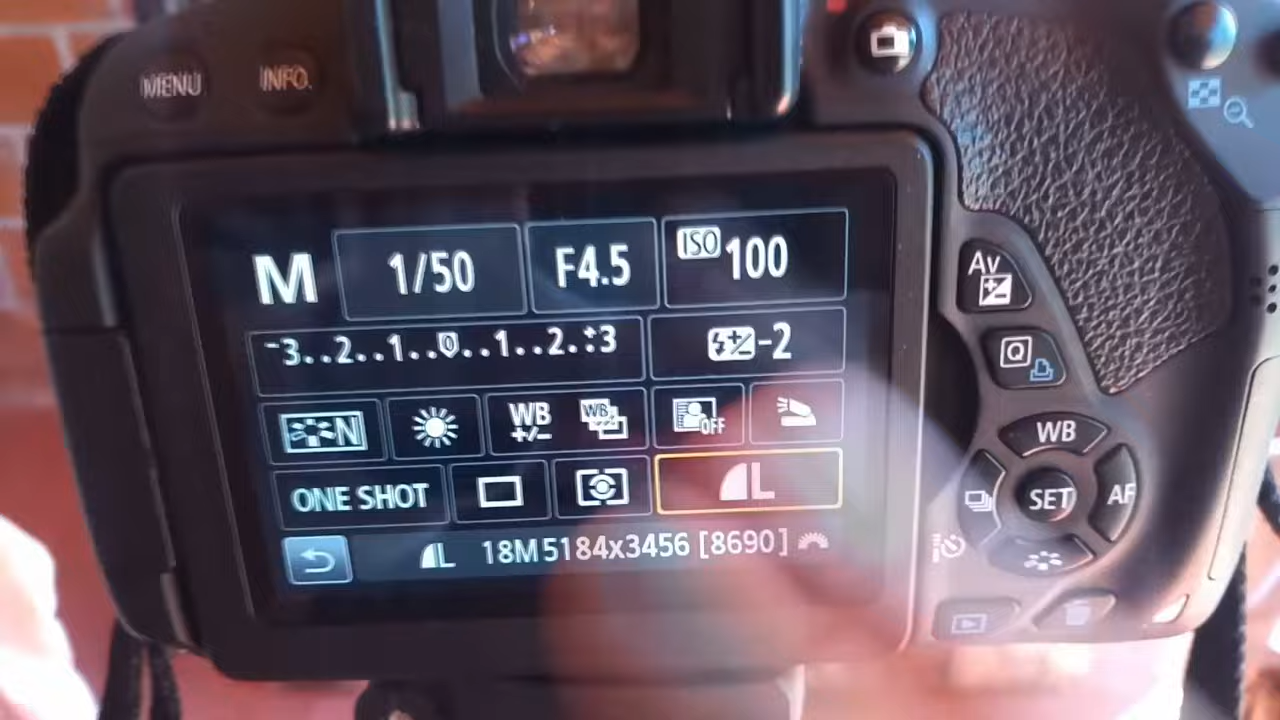 MENU INFO.
M 1/50 F4.5 ISO 100
-3..2..1..0..1..2.:+3 -2
N WB +/- WB OFF
ONE SHOT L
L 18M 5184x3456 [8690]
Av
Q
WB
SET AF